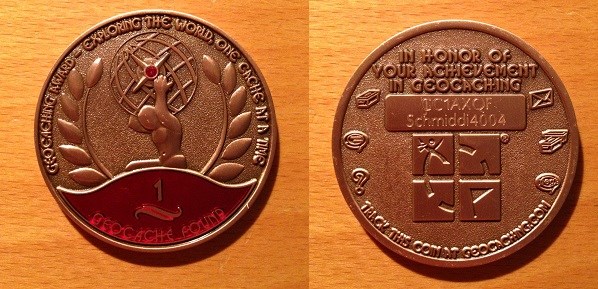 GEOCACHING AWARD - EXPLORING THE WORLD, ONE CACHE AT A TIME
1
GEOCACHE FOUND
IN HONOR OF
YOUR ACHIEVEMENT
IN GEOCACHING
Schmiddi4004
TRACK THIS COIN AT GEOCACHING.COM